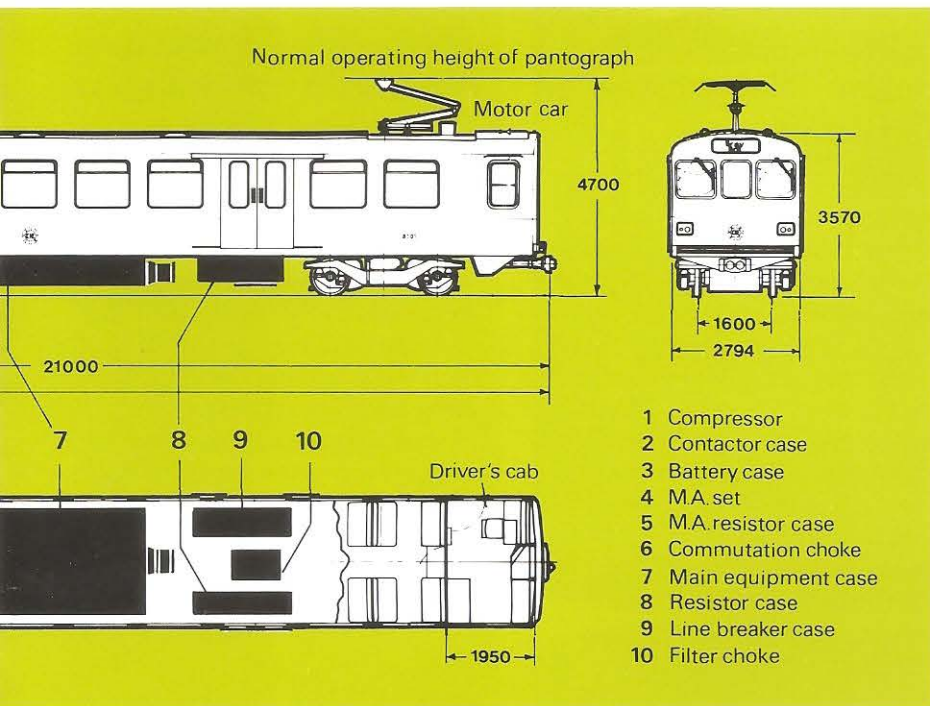 Normal operating height of pantograph
Motor car
4700
3570
8101
1600
2794
21000
7
8
9
10
Driver's cab
1950
1 Compressor
2 Contactor case
3 Battery case
4 M.A. set
5 M.A. resistor case
6 Commutation choke
7 Main equipment case
8 Resistor case
9 Line breaker case
10 Filter choke